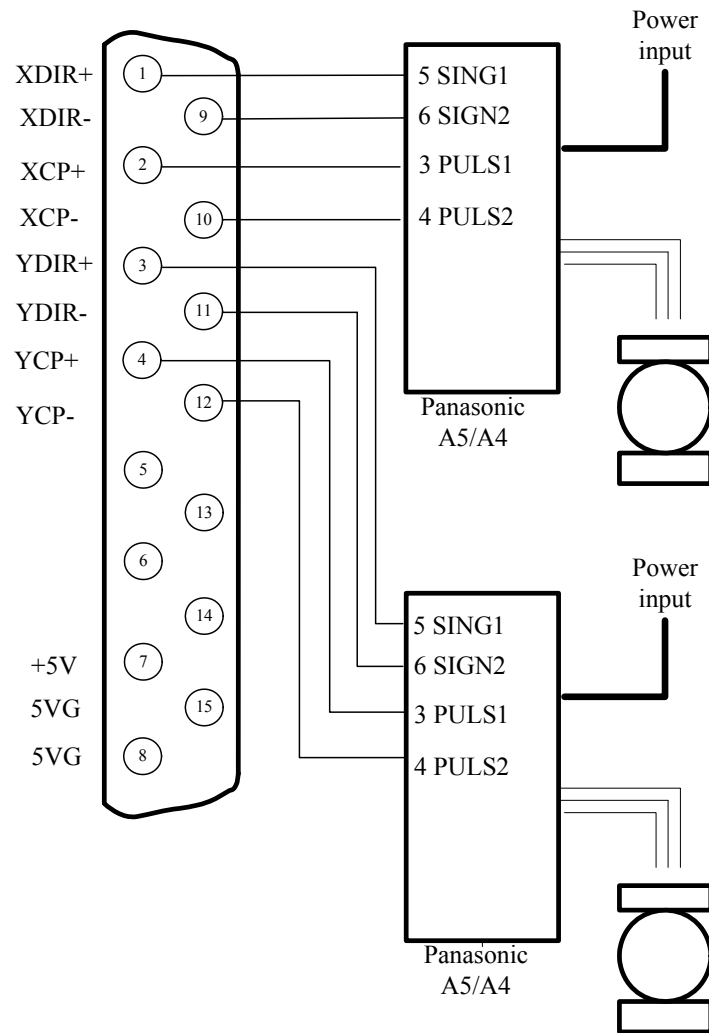 Power
input
XDIR+
1
5 SING1
XDIR-
9
6 SIGN2
XCP+
2
3 PULS1
XCP-
10
4 PULS2
YDIR+
3
YDIR-
11
YCP+
4
YCP-
12
Panasonic
A5/A4
5
13
6
Power
input
14
5 SING1
+5V
7
6 SIGN2
5VG
15
3 PULS1
5VG
8
4 PULS2
Panasonic
A5/A4